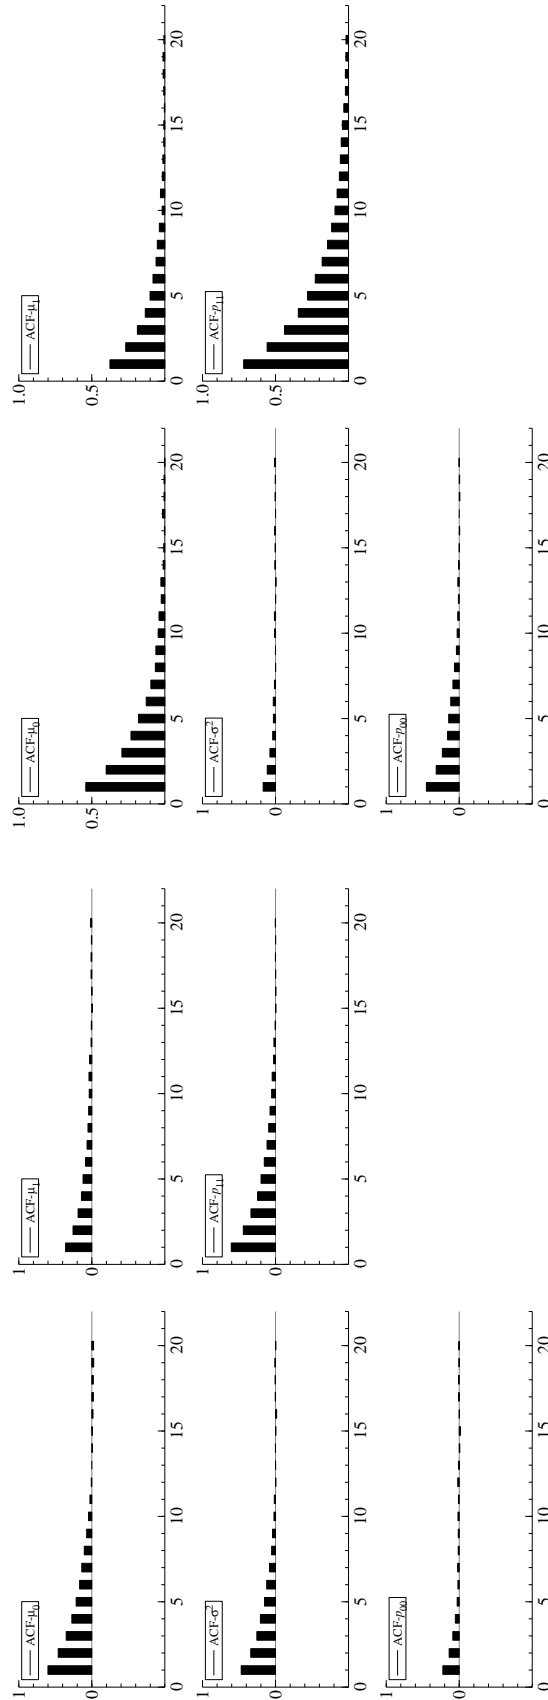 1 ACF-μ₀ 1 ACF-μ₁ 1.0 ACF-μ₀ 1.0 ACF-μ₁
0 0 0.5 0.5
0 5 10 15 20 0 5 10 15 20 0 5 10 15 20 0 5 10 15 20
1 ACF-σ² 1 ACF-p₁₁ 1 ACF-σ² 1.0 ACF-p₁₁
0 0 0 0.5
0 5 10 15 20 0 5 10 15 20 0 5 10 15 20 0 5 10 15 20
1 ACF-p₀₀ 1 ACF-p₀₀
0 0
0 5 10 15 20 0 5 10 15 20